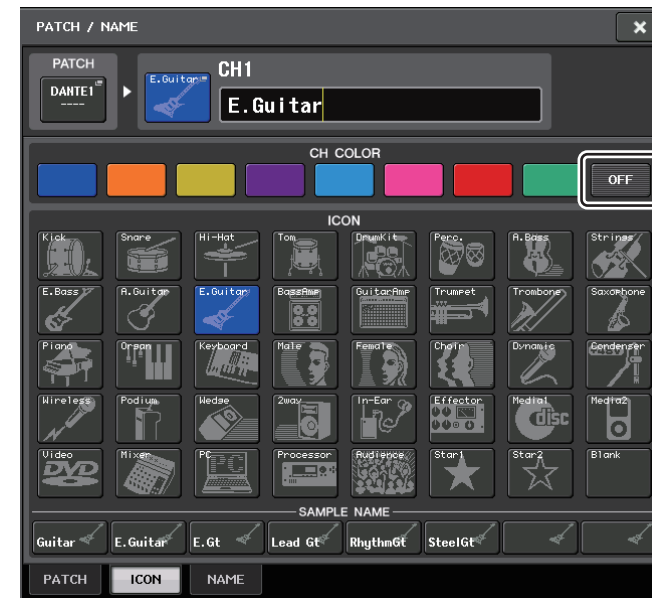 PATCH / NAME
PATCH
DANTE1
----
E.Guitar
CH1
E.Guitar
CH COLOR
OFF
ICON
Kick Snare Hi-Hat Tom DrumKit Perc. A.Bass Strings
E.Bass A.Guitar E.Guitar BassAmp GuitarAmp Trumpet Trombone Saxophone
Piano Organ Keyboard Male Female Choir Dynamic Condenser
Wireless Podium Wedge 2way In-Ear Effector Media1 disc Media2
Video DVD Mixer PC PC Processor Audience Star1 Star2 Blank
SAMPLE NAME
Guitar E.Guitar E.Gt Lead Gt RhythmGt SteelGt
PATCH ICON NAME